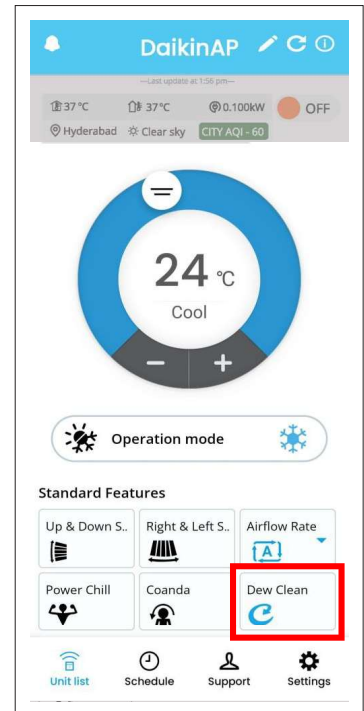 DaikinAP
—Last update at 1:56 pm—
37 °C 37 °C 0.100kW OFF
Hyderabad Clear sky CITY AQI - 60
24 °C
Cool
− +
Operation mode
Standard Features
Up & Down S.. Right & Left S.. Airflow Rate
A
Power Chill Coanda Dew Clean
Unit list Schedule Support Settings